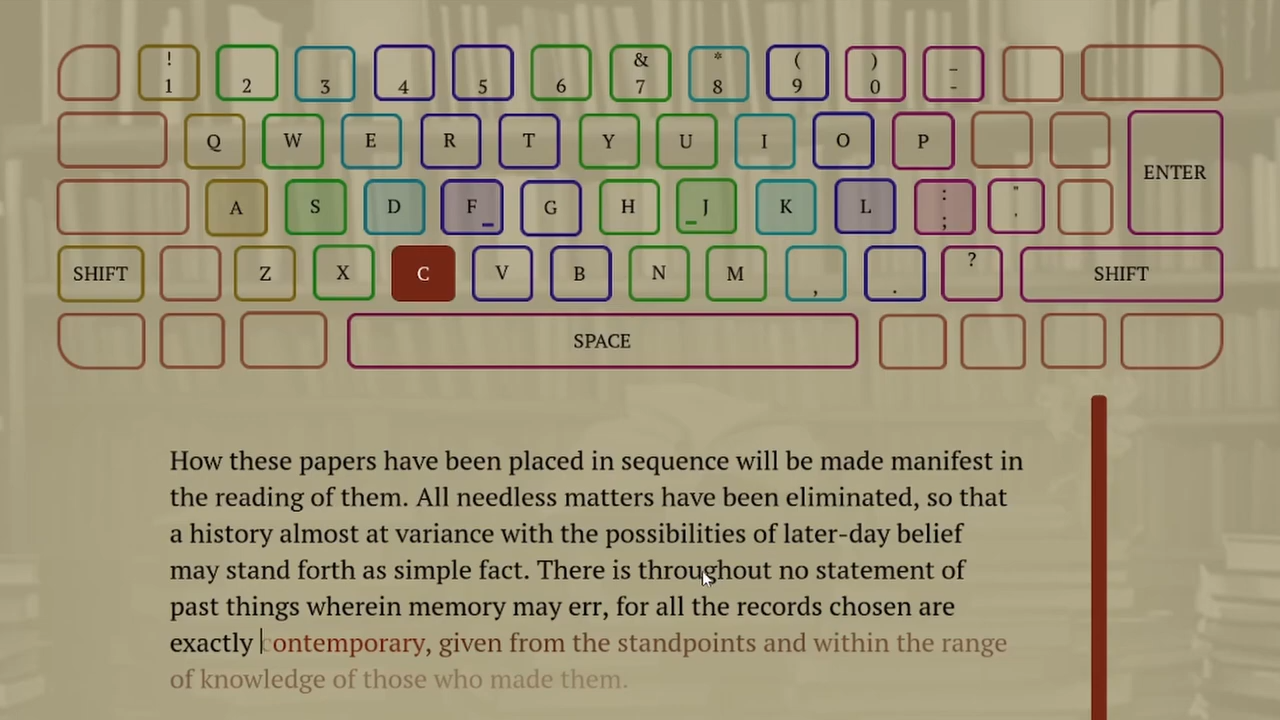 ! & * ( ) _
1 2 3 4 5 6 7 8 9 0 -
Q W E R T Y U I O P
ENTER
A S D F _ G H _ J K L : ; " '
SHIFT Z X C V B N M , . ? SHIFT
SPACE
How these papers have been placed in sequence will be made manifest in
the reading of them. All needless matters have been eliminated, so that
a history almost at variance with the possibilities of later-day belief
may stand forth as simple fact. There is throughout no statement of
past things wherein memory may err, for all the records chosen are
exactly contemporary, given from the standpoints and within the range
of knowledge of those who made them.